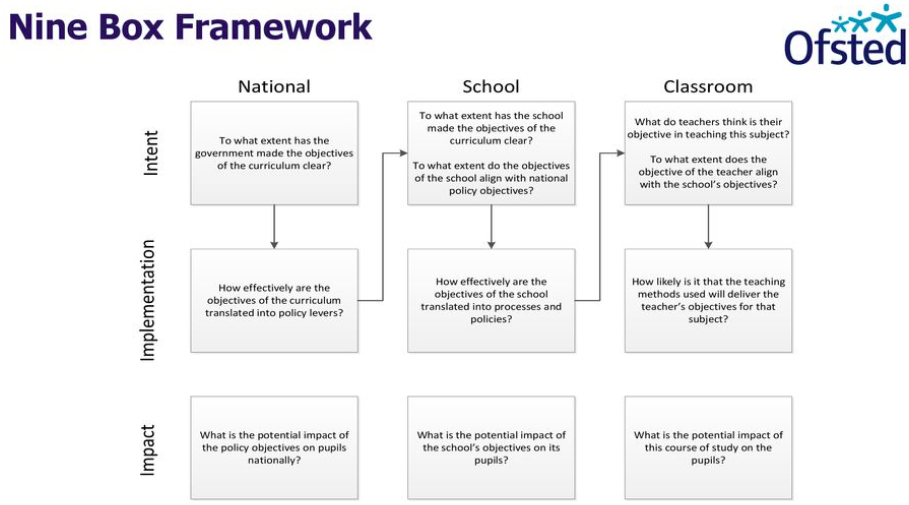 Nine Box Framework
Ofsted
National
School
Classroom
Intent
To what extent has the
government made the objectives
of the curriculum clear?
To what extent has the school
made the objectives of the
curriculum clear?
To what extent do the objectives
of the school align with national
policy objectives?
What do teachers think is their
objective in teaching this subject?
To what extent does the
objective of the teacher align
with the school's objectives?
Implementation
How effectively are the
objectives of the curriculum
translated into policy levers?
How effectively are the
objectives of the school
translated into processes and
policies?
How likely is it that the teaching
methods used will deliver the
teacher's objectives for that
subject?
Impact
What is the potential impact of
the policy objectives on pupils
nationally?
What is the potential impact of
the school's objectives on its
pupils?
What is the potential impact of
this course of study on the
pupils?